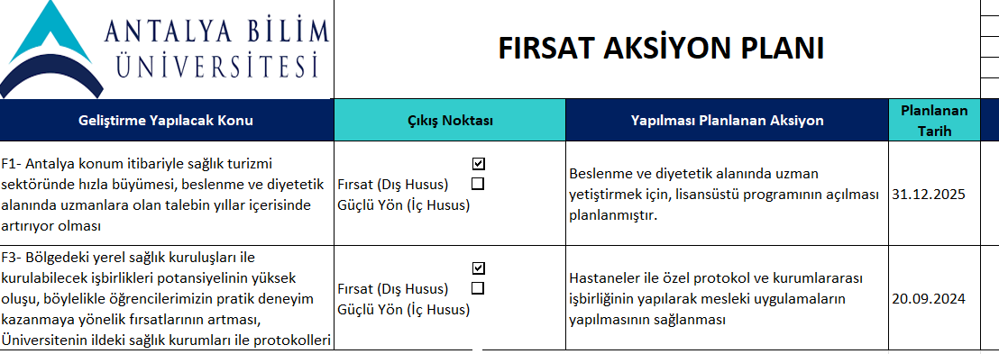 ANTALYA BİLİM
ÜNİVERSİTESİ
FIRSAT AKSİYON PLANI
Geliştirme Yapılacak Konu
Çıkış Noktası
Yapılması Planlanan Aksiyon
Planlanan
Tarih
F1- Antalya konum itibariyle sağlık turizmi
sektöründe hızla büyümesi, beslenme ve diyetetik
alanında uzmanlara olan talebin yıllar içerisinde
artırıyor olması
Fırsat (Dış Husus)
Güçlü Yön (İç Husus)
Beslenme ve diyetetik alanında uzman
yetiştirmek için, lisansüstü programının açılması
planlanmıştır.
31.12.2025
F3- Bölgedeki yerel sağlık kuruluşları ile
kurulabilecek işbirlikleri potansiyelinin yüksek
oluşu, böylelikle öğrencilerimizin pratik deneyim
kazanmaya yönelik fırsatlarının artması,
Üniversitenin ildeki sağlık kurumları ile protokolleri
Fırsat (Dış Husus)
Güçlü Yön (İç Husus)
Hastaneler ile özel protokol ve kurumlararası
işbirliğinin yapılarak mesleki uygulamaların
yapılmasının sağlanması
20.09.2024